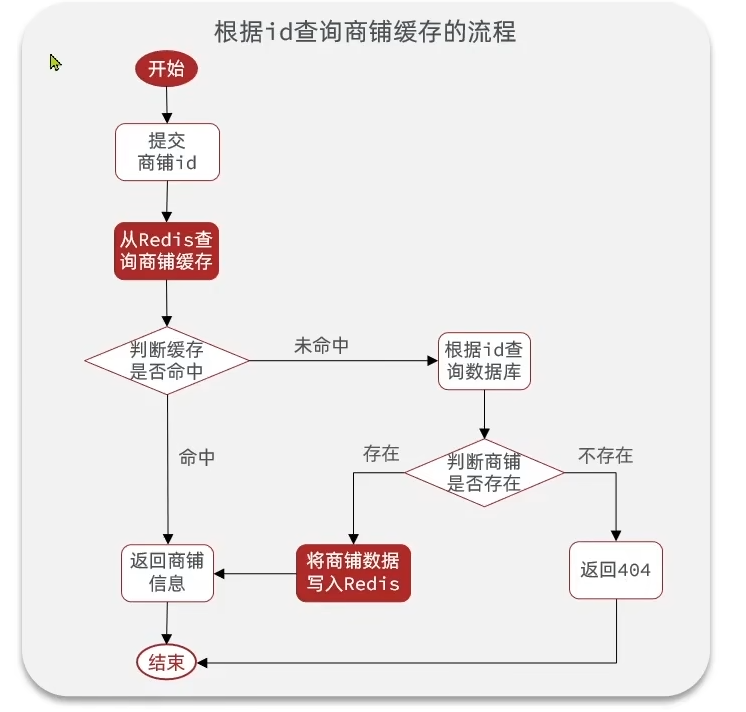 根据id查询商铺缓存的流程
开始
提交
商铺id
从Redis查
询商铺缓存
判断缓存
是否命中
未命中
根据id查
询数据库
命中
存在
判断商铺
是否存在
不存在
返回商铺
信息
将商铺数据
写入Redis
返回404
结束